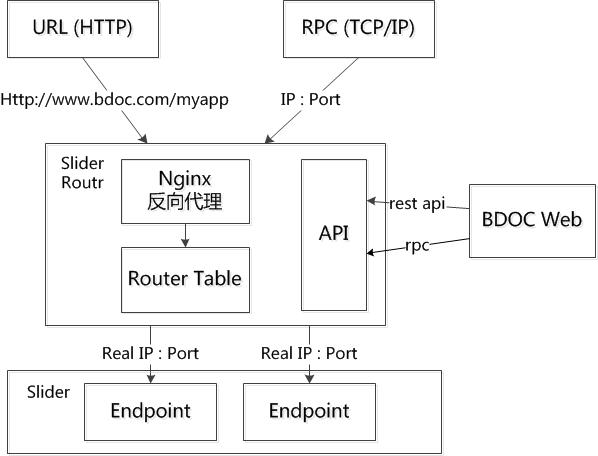 URL (HTTP)
RPC (TCP/IP)
Http://www.bdoc.com/myapp
IP : Port
Slider
Routr
Nginx
反向代理
API
rest api
rpc
BDOC Web
Router Table
Real IP : Port
Real IP : Port
Slider
Endpoint
Endpoint